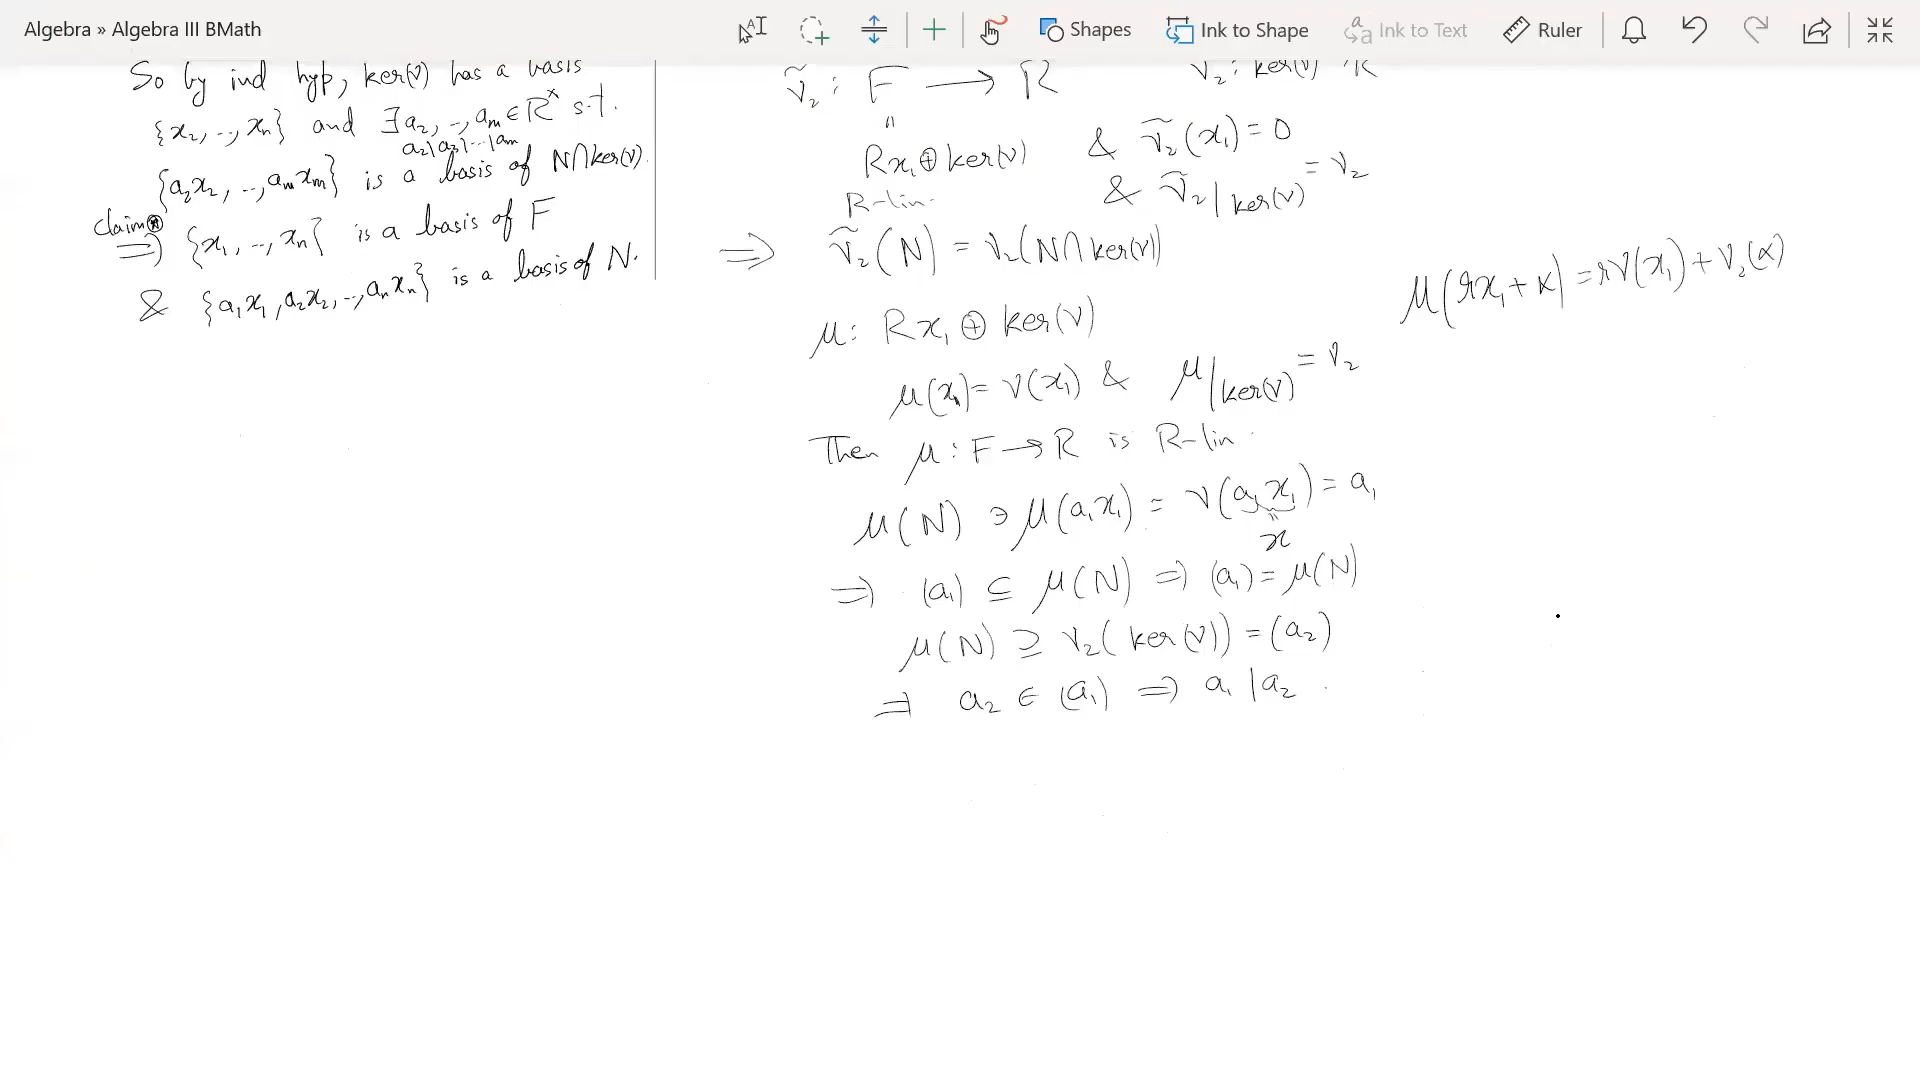 Algebra » Algebra III BMath
Shapes Ink to Shape Ink to Text Ruler
So by ind hyp, ker(ν) has a basis
{x₂, .., xₙ} and ∃ a₂, .., aₘ ∈ Rˣ s.t.
a₂|a₃|...|aₘ
{a₂x₂, .., aₘxₘ} is a basis of N∩ker(ν).
claim⊛
⇒ {x₁, .., xₙ} is a basis of F
& {a₁x₁, a₂x₂, .., aₙxₙ} is a basis of N.
ν̃₂ : F ⟶ R ν₂ : ker(ν) R
=
Rx₁ ⊕ ker(ν) & ν̃₂(x₁) = 0
R-lin. & ν̃₂|ker(ν) = ν₂
⇒ ν̃₂(N) = ν₂(N∩ker(ν))
μ : Rx₁ ⊕ ker(ν)
μ(x₁) = ν(x₁) & μ|ker(ν) = ν₂
Then μ : F → R is R-lin.
μ(N) ∋ μ(a₁x₁) = ν(a₁x₁) = a₁
=
x
⇒ (a₁) ⊆ μ(N) ⇒ (a₁) = μ(N)
μ(N) ⊇ ν₂(ker(ν)) = (a₂)
⇒ a₂ ∈ (a₁) ⇒ a₁ | a₂ .
μ(rx₁ + α) = rν(x₁) + ν₂(α)